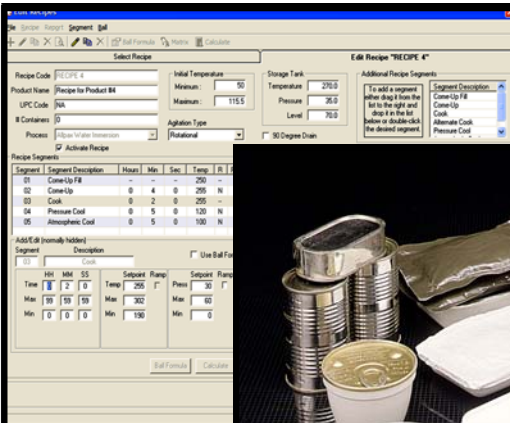 Edit Recipes
File Recipe Report Segment Ball
Ball Formula Matrix Calculate
Select Recipe Edit Recipe "RECIPE 4"
Recipe Code RECIPE 4
Product Name Recipe for Product #4
UPC Code NA
# Containers 0
Process Allpax Water Immersion
Activate Recipe
Initial Temperature
Minimum : 50
Maximum : 115.5
Agitation Type
Rotational
Storage Tank
Temperature 270.0
Pressure 35.0
Level 70.0
90 Degree Drain
Additional Recipe Segments
To add a segment
either drag it from the
list to the right and
drop it in the list
below or double-click
the desired segment.
Segment Description
Come-Up Fill
Come-Up
Cook
Alternate Cook
Pressure Cool
Recipe Segments
Segment Segment Description Hours Min Sec Temp R
01 Come-Up Fill - - - 250 -
02 Come-Up 0 4 0 255 N
03 Cook 0 2 0 255 -
04 Pressure Cool 0 5 0 120 N
05 Atmospheric Cool 0 5 0 100 N
Add/Edit (normally hidden)
Segment Description
03 Cook
Use Ball For
HH MM SS Setpoint Ramp Setpoint Ramp
Time 0 2 0 Temp 255 Press 30
Max 99 59 59 Max 302 Max 60
Min 0 0 0 Min 190 Min 0
Ball Formula Calculate